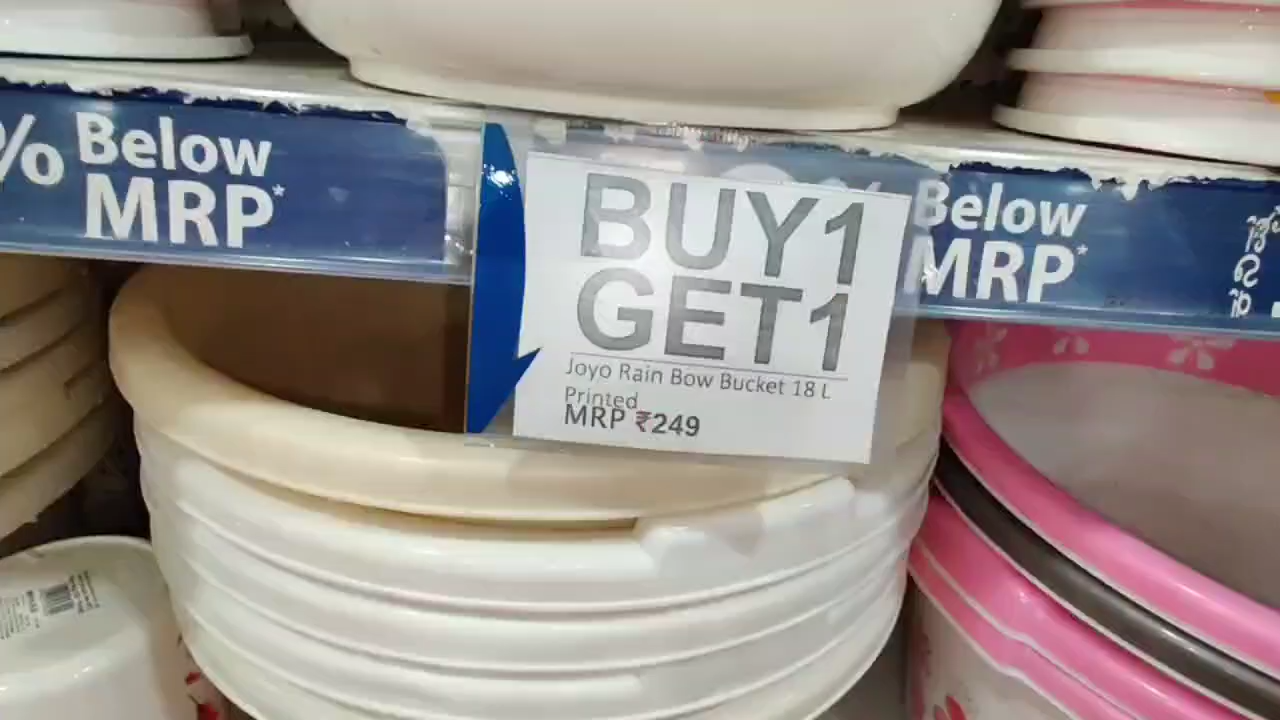 % Below
MRP*
BUY1
GET1
Joyo Rain Bow Bucket 18 L
Printed
MRP ₹249
% Below
MRP*